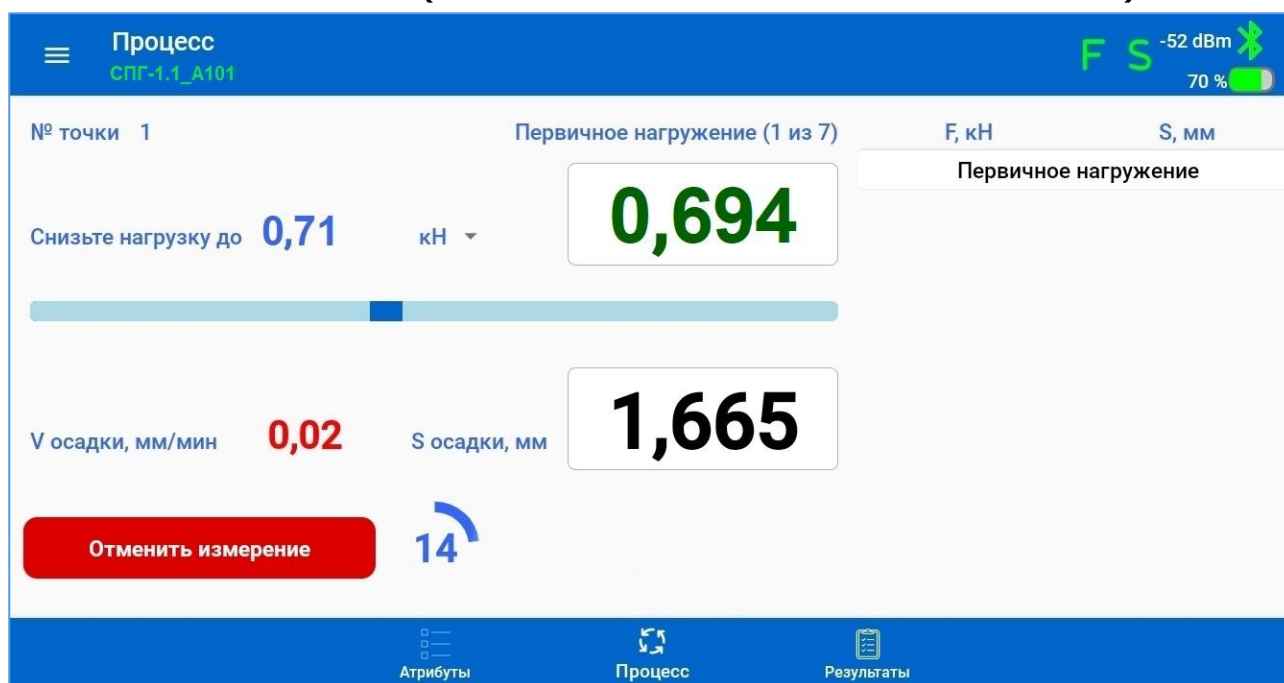 Процесс
СПГ-1.1_A101
F S -52 dBm
70 %
№ точки 1 Первичное нагружение (1 из 7) F, кН S, мм
Первичное нагружение
Снизьте нагрузку до 0,71 кН 0,694
V осадки, мм/мин 0,02 S осадки, мм 1,665
Отменить измерение 14
Атрибуты Процесс Результаты